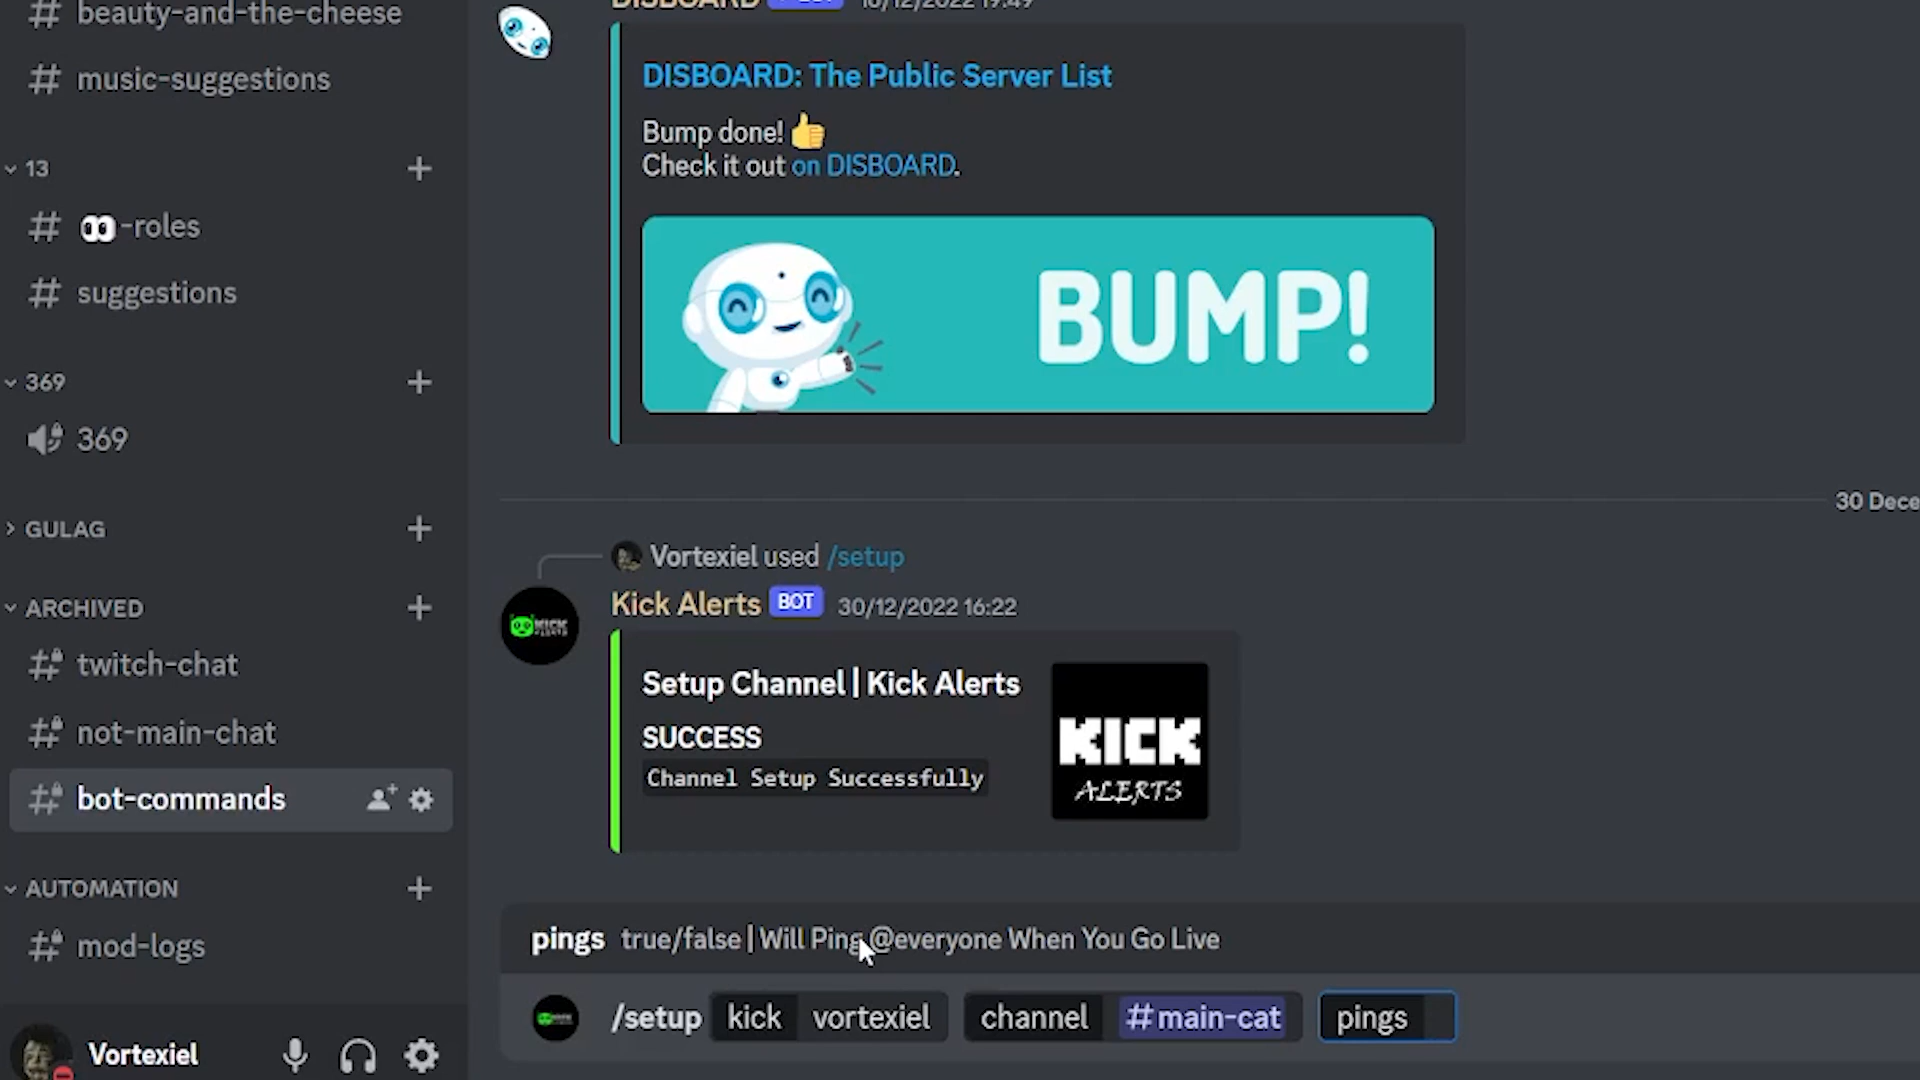 # beauty-and-the-cheese
# music-suggestions
13
# 👀-roles
# suggestions
369
369
GULAG
ARCHIVED
# twitch-chat
# not-main-chat
# bot-commands
AUTOMATION
# mod-logs
Vortexiel
DISBOARD BOT 16/12/2022 19:49
DISBOARD: The Public Server List
Bump done! 👍
Check it out on DISBOARD.
BUMP!
30 Dece
Vortexiel used /setup
Kick Alerts BOT 30/12/2022 16:22
KICK
ALERTS
Setup Channel | Kick Alerts
SUCCESS
Channel Setup Successfully
KICK
ALERTS
pings true/false | Will Ping @everyone When You Go Live
/setup kick vortexiel channel #main-cat pings